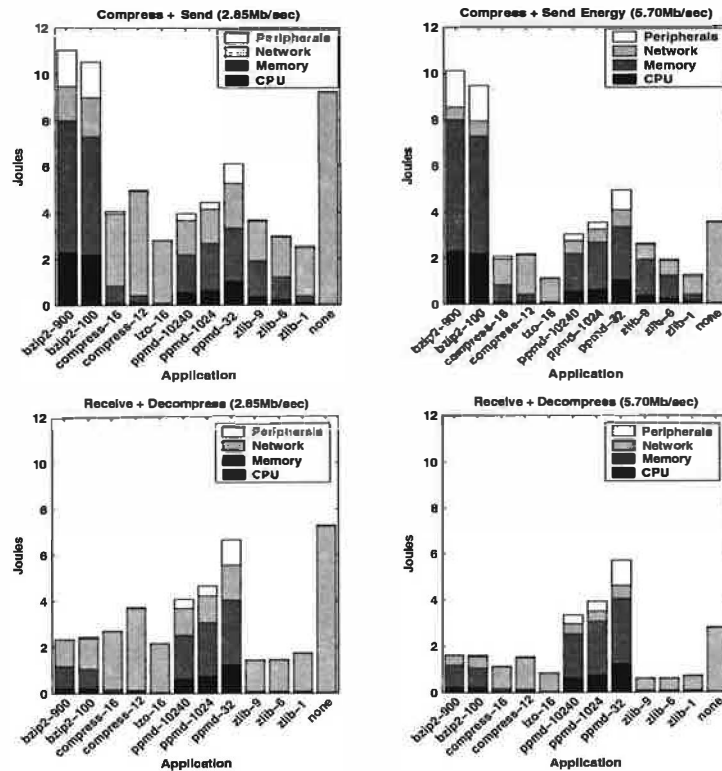 Compress + Send (2.85Mb/sec)
12
10
8
6
4
2
0
Joules
Peripherals
Network
Memory
CPU
bzip2-900
bzip2-100
compress-16
compress-12
lzo-16
ppmd-10240
ppmd-1024
ppmd-32
zlib-9
zlib-6
zlib-1
none
Application
Compress + Send Energy (5.70Mb/sec)
12
10
8
6
4
2
0
Joules
Peripherals
Network
Memory
CPU
bzip2-900
bzip2-100
compress-16
compress-12
lzo-16
ppmd-10240
ppmd-1024
ppmd-32
zlib-9
zlib-6
zlib-1
none
Application
Receive + Decompress (2.85Mb/sec)
12
10
8
6
4
2
0
Joules
Peripherals
Network
Memory
CPU
bzip2-900
bzip2-100
compress-16
compress-12
lzo-16
ppmd-10240
ppmd-1024
ppmd-32
zlib-9
zlib-6
zlib-1
none
Application
Receive + Decompress (5.70Mb/sec)
12
10
8
6
4
2
0
Joules
Peripherals
Network
Memory
CPU
bzip2-900
bzip2-100
compress-16
compress-12
lzo-16
ppmd-10240
ppmd-1024
ppmd-32
zlib-9
zlib-6
zlib-1
none
Application